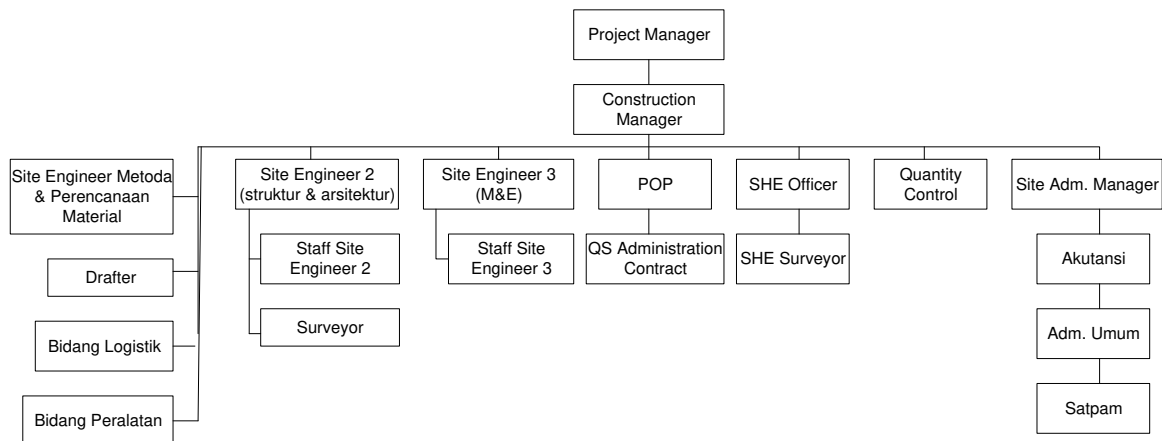 Project Manager
Construction
Manager
Site Engineer Metoda
& Perencanaan
Material
Site Engineer 2
(struktur & arsitektur)
Site Engineer 3
(M&E)
POP
SHE Officer
Quantity
Control
Site Adm. Manager
Staff Site
Engineer 2
Staff Site
Engineer 3
QS Administration
Contract
SHE Surveyor
Akutansi
Drafter
Surveyor
Adm. Umum
Bidang Logistik
Satpam
Bidang Peralatan